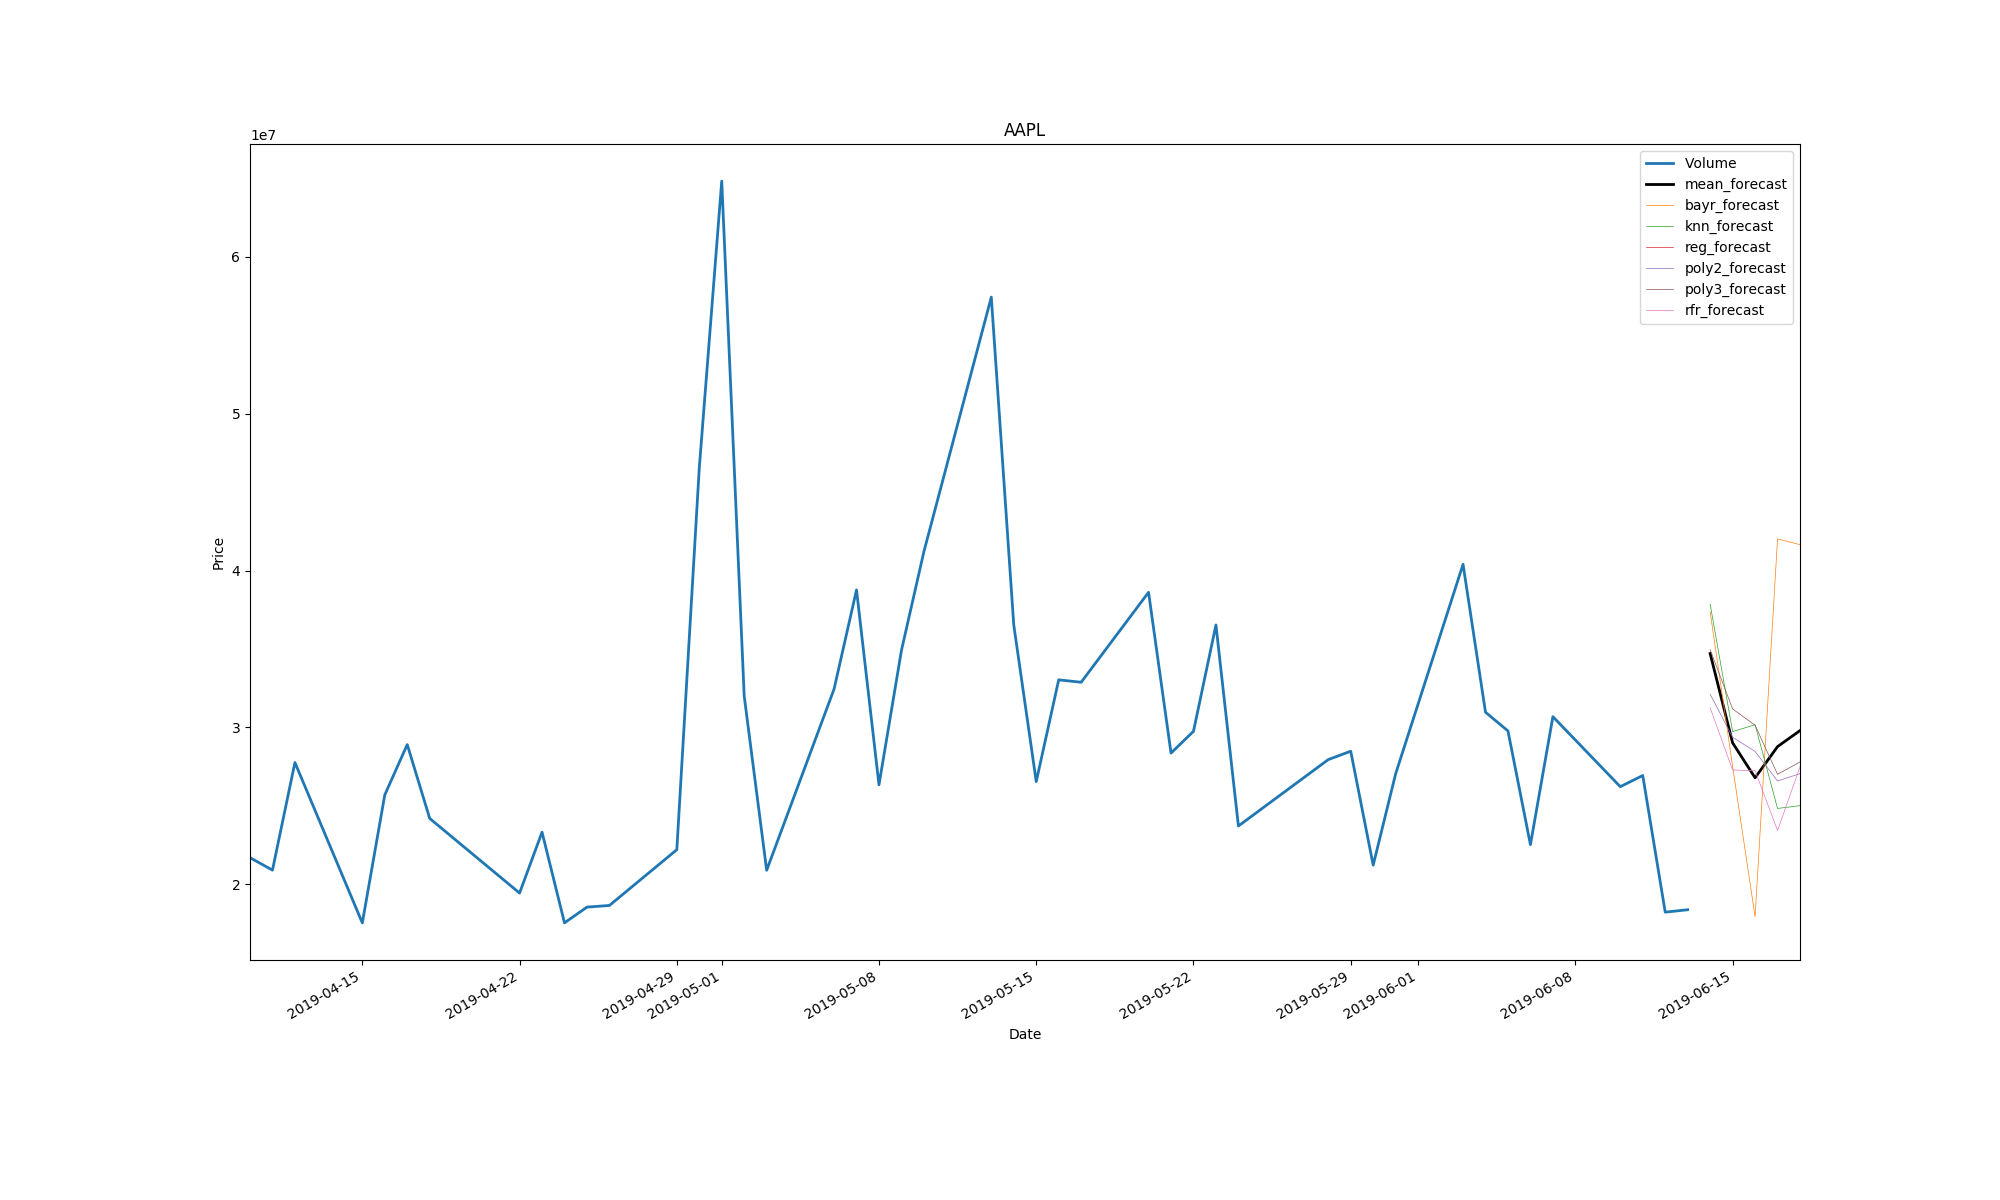 AAPL
1e7
Volume
mean_forecast
bayr_forecast
knn_forecast
reg_forecast
poly2_forecast
poly3_forecast
rfr_forecast
6
5
4
3
2
Price
2019-04-15
2019-04-22
2019-04-29
2019-05-01
2019-05-08
2019-05-15
2019-05-22
2019-05-29
2019-06-01
2019-06-08
2019-06-15
Date